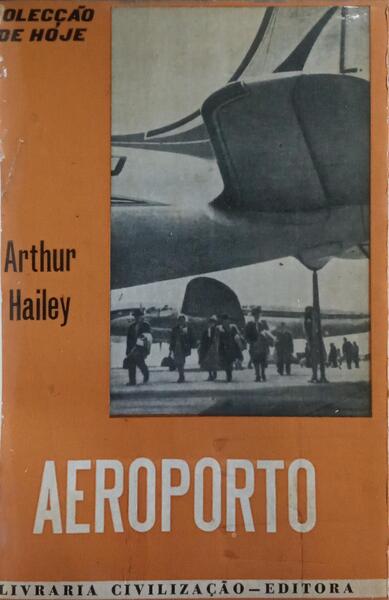 OLECÇÃO
DE HOJE
Arthur
Hailey
AEROPORTO
LIVRARIA CIVILIZAÇÃO — EDITORA